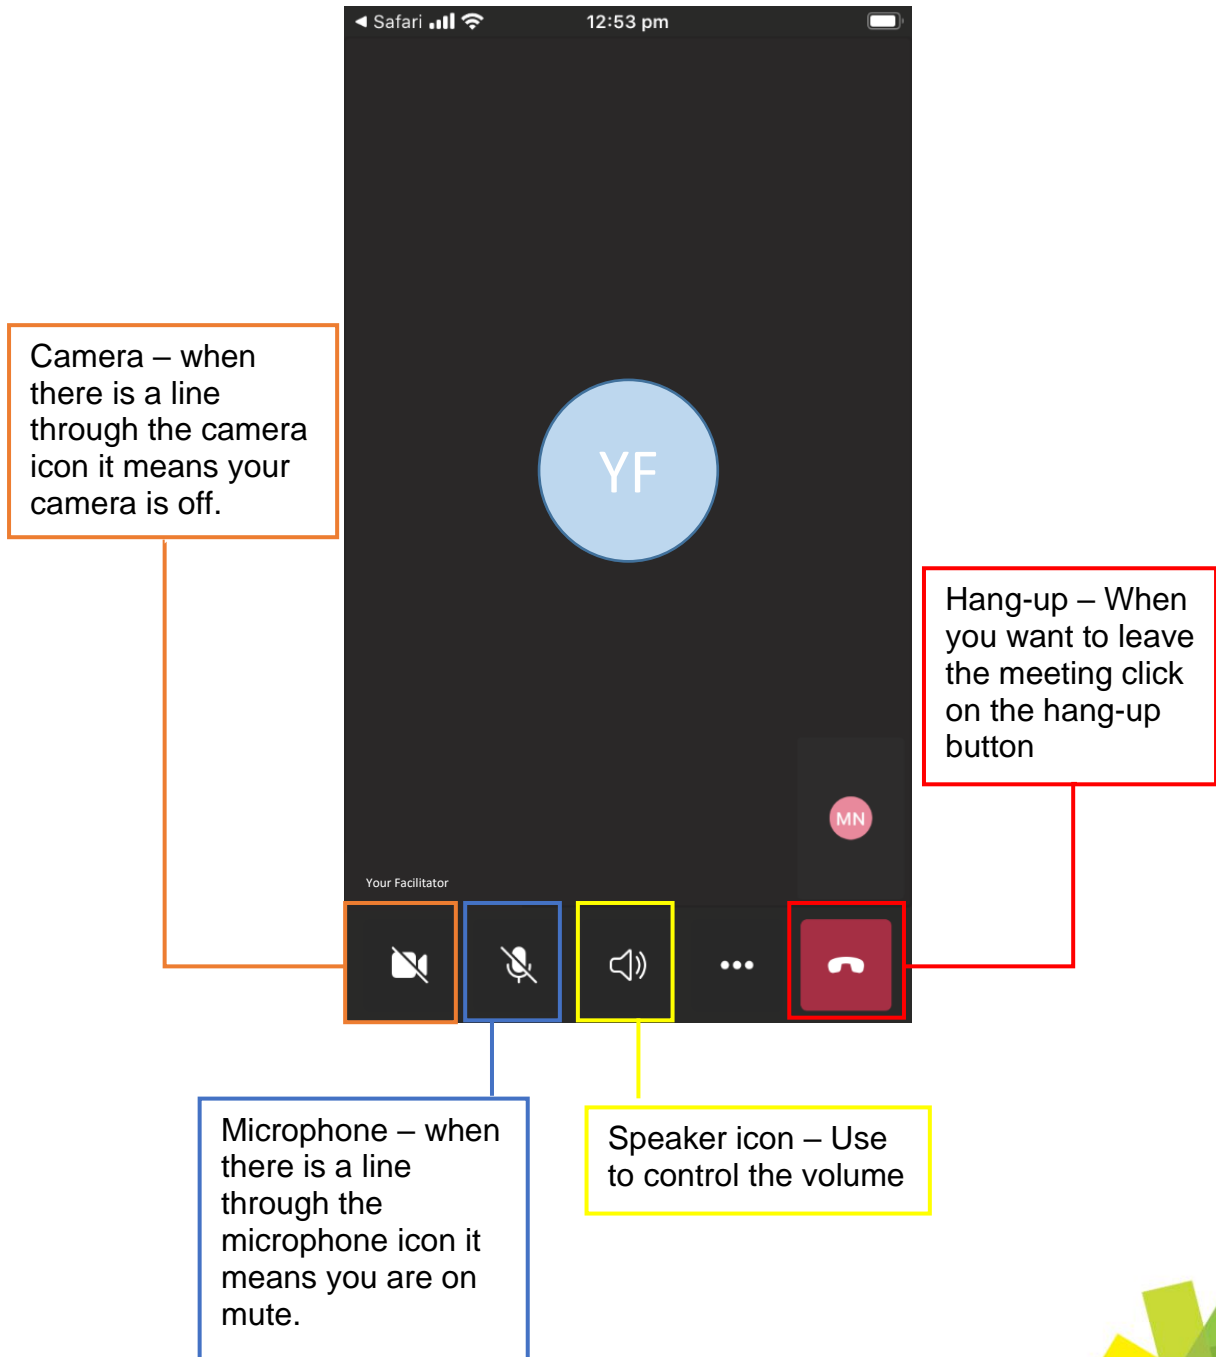 Safari
12:53 pm
Camera – when
there is a line
through the camera
icon it means your
camera is off.
YF
Hang-up – When
you want to leave
the meeting click
on the hang-up
button
MN
Your Facilitator
Microphone – when
there is a line
through the
microphone icon it
means you are on
mute.
Speaker icon – Use
to control the volume